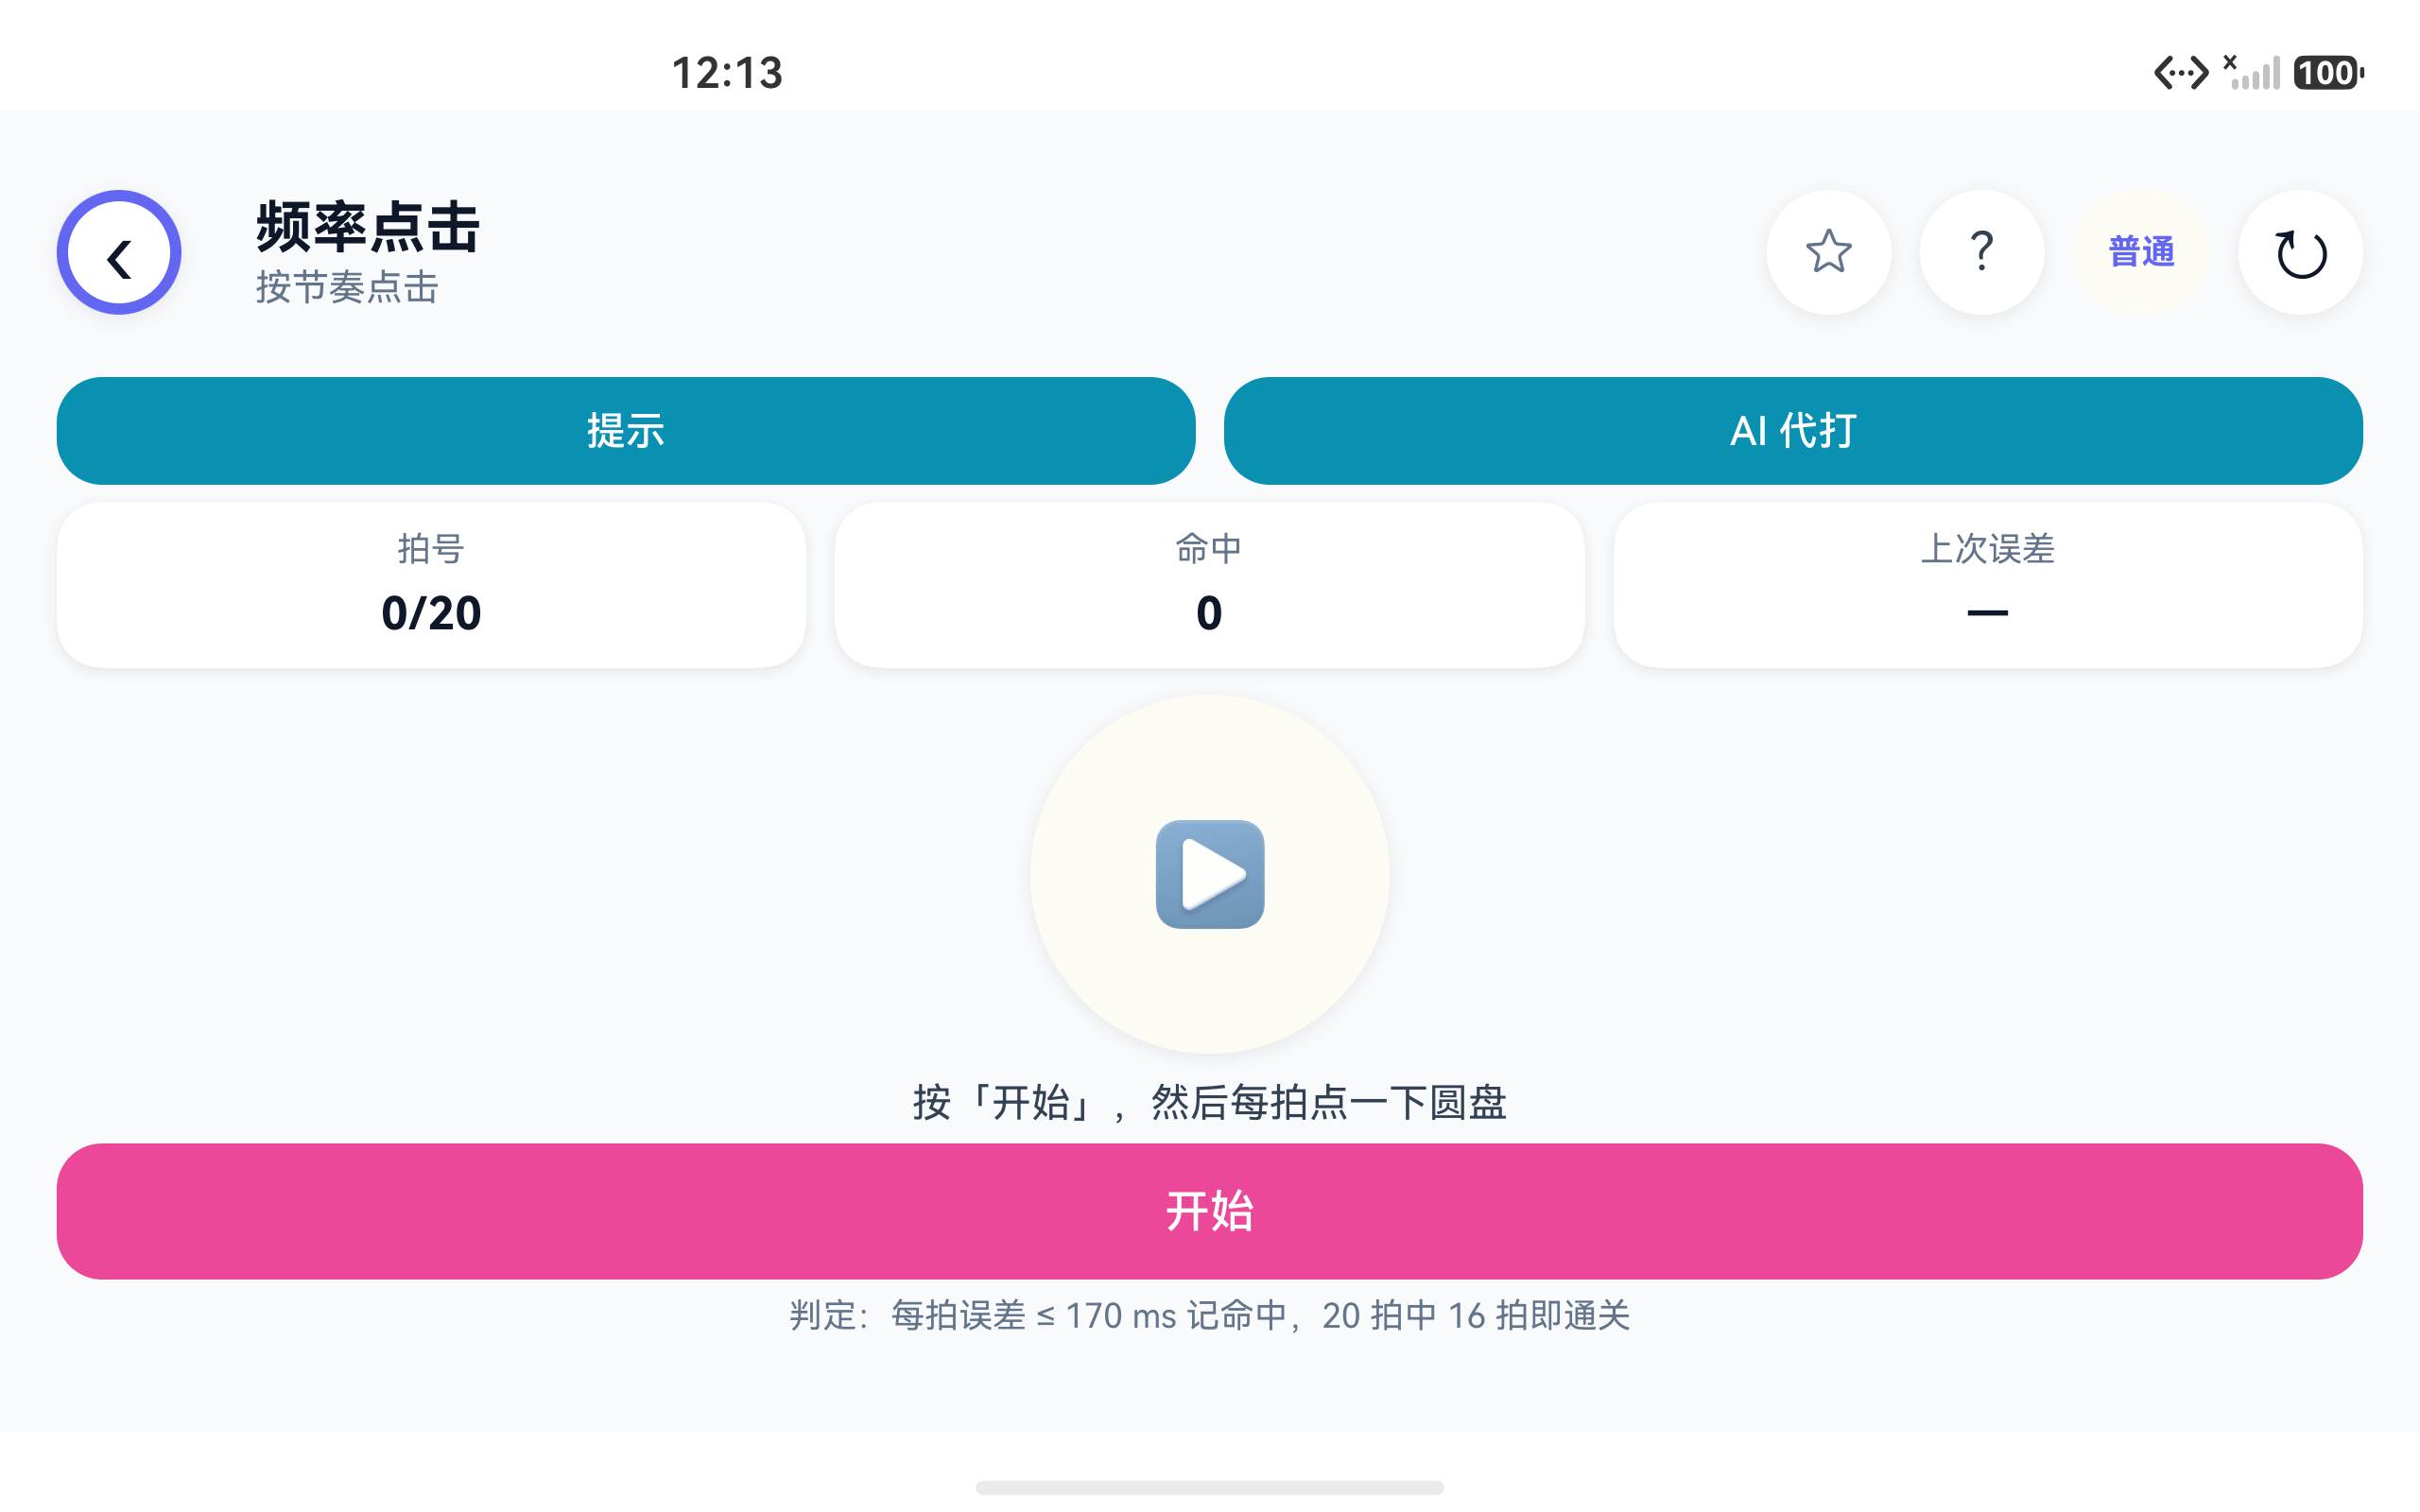 12:13
100
频率点击
按节奏点击
?
普通
提示
AI 代打
拍号
0/20
命中
0
上次误差
—
按「开始」，然后每拍点一下圆盘
开始
判定：每拍误差 ≤ 170 ms 记命中，20 拍中 16 拍即通关